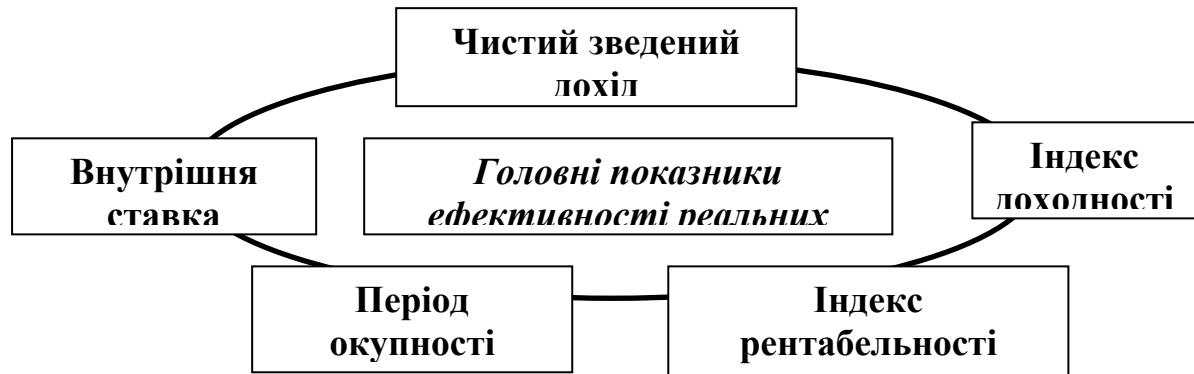 Чистий зведений
дохід
Внутрішня
ставка
Головні показники
ефективності реальних
Індекс
доходності
Період
окупності
Індекс
рентабельності